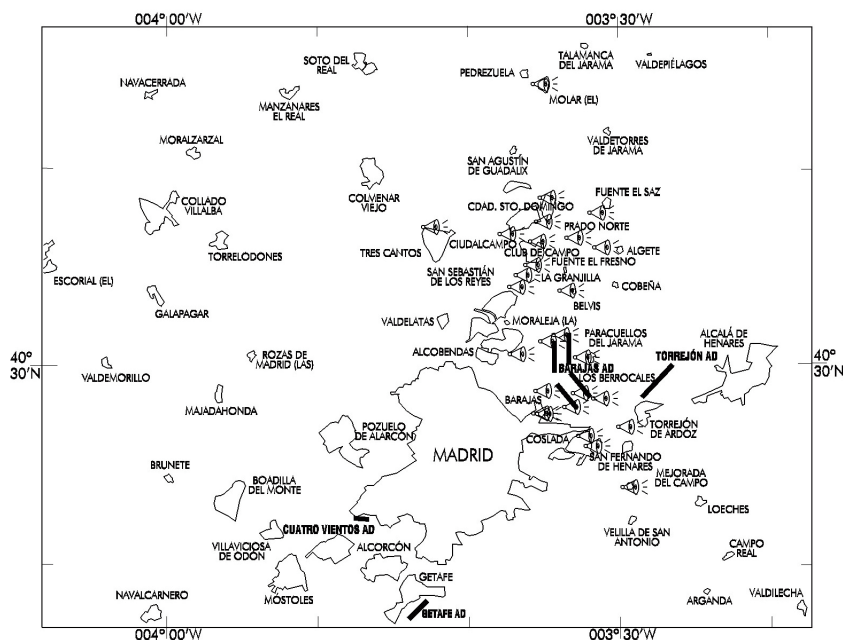 004° 00'W
003° 30'W
SOTO DEL
REAL
TALAMANCA
DEL JARAMA
VALDEPIÉLAGOS
PEDREZUELA
NAVACERRADA
MOLAR (EL)
MANZANARES
EL REAL
MORALZARZAL
VALDETORRES
DE JARAMA
SAN AGUSTÍN
DE GUADALIX
FUENTE EL SAZ
COLLADO
VILLALBA
COLMENAR
VIEJO
CDAD. STO. DOMINGO
PRADO NORTE
CIUDALCAMPO
TRES CANTOS
TORRELODONES
CLUB DE CAMPO
ALGETE
FUENTE EL FRESNO
SAN SEBASTIÁN
DE LOS REYES
LA GRANJILLA
ESCORIAL (EL)
COBEÑA
GALAPAGAR
BELVIS
VALDELATAS
MORALEJA (LA)
PARACUELLOS
DEL JARAMA
ALCALÁ DE
HENARES
ALCOBENDAS
ROZAS DE
MADRID (LAS)
TORREJÓN AD
40°
30'N
40°
30'N
BARAJAS AD
VALDEMORILLO
LOS BERROCALES
MAJADAHONDA
BARAJAS
POZUELO
DE ALARCÓN
TORREJÓN
DE ARDOZ
COSLADA
MADRID
SAN FERNANDO
DE HENARES
BRUNETE
MEJORADA
DEL CAMPO
BOADILLA
DEL MONTE
LOECHES
CUATRO VIENTOS AD
VELILLA DE SAN
ANTONIO
VILLAVICIOSA
DE ODÓN
ALCORCÓN
CAMPO
REAL
GETAFE
MÓSTOLES
NAVALCARNERO
ARGANDA
VALDILECHA
GETAFE AD
004° 00'W
003° 30'W